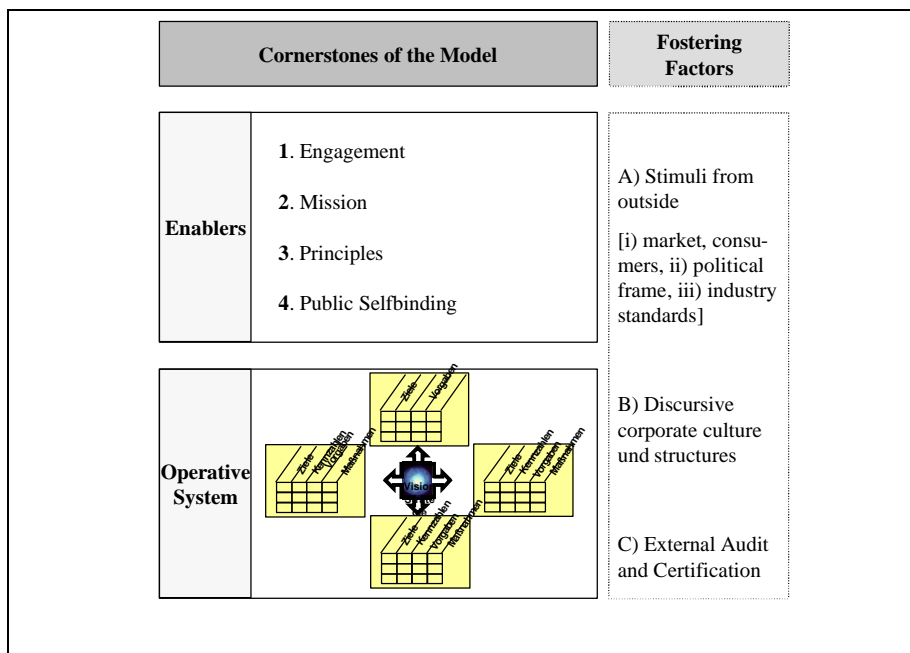 Cornerstones of the Model
Fostering
Factors
Enablers
1. Engagement
2. Mission
3. Principles
4. Public Selfbinding
A) Stimuli from
outside
[i) market, consu-
mers, ii) political
frame, iii) industry
standards]
B) Discursive
corporate culture
und structures
C) External Audit
and Certification
Operative
System
Ziele
Vorgaben
Ziele
Kennzahlen
Vorgaben
Maßnahmen
Vision
Ziele
Kennzahlen
Vorgaben
Maßnahmen
Ziele
Kennzahlen
Vorgaben
Maßnahmen